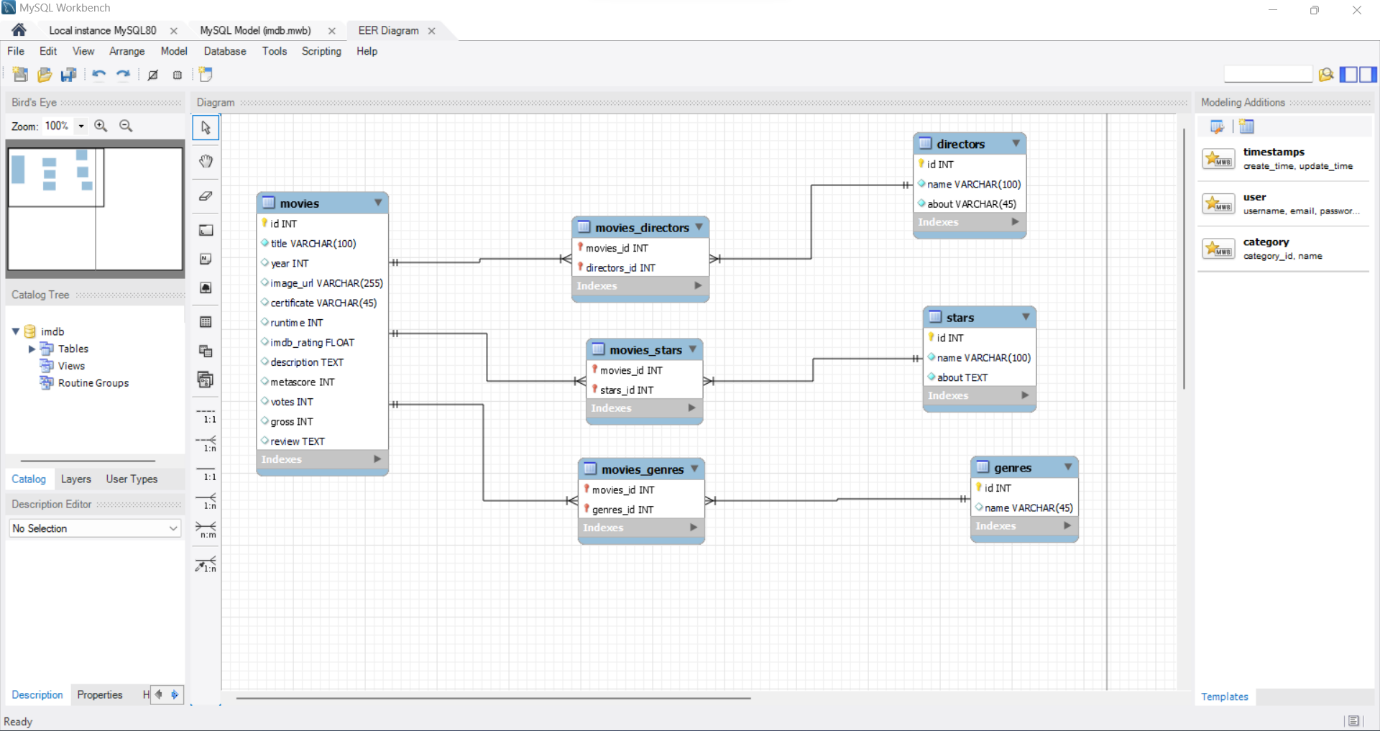 MySQL Workbench
Local instance MySQL80
MySQL Model (imdb.mwb)
EER Diagram
File Edit View Arrange Model Database Tools Scripting Help
Bird's Eye
Zoom: 100%
Catalog Tree
imdb
Tables
Views
Routine Groups
Catalog Layers User Types
Description Editor
No Selection
Description Properties H
Ready
Diagram
1:1
1:n
1:1
1:n
n:m
1:n
movies
id INT
title VARCHAR(100)
year INT
image_url VARCHAR(255)
certificate VARCHAR(45)
runtime INT
imdb_rating FLOAT
description TEXT
metascore INT
votes INT
gross INT
review TEXT
Indexes
movies_directors
movies_id INT
directors_id INT
Indexes
movies_stars
movies_id INT
stars_id INT
Indexes
movies_genres
movies_id INT
genres_id INT
Indexes
directors
id INT
name VARCHAR(100)
about VARCHAR(45)
Indexes
stars
id INT
name VARCHAR(100)
about TEXT
Indexes
genres
id INT
name VARCHAR(45)
Indexes
Modeling Additions
MWB
timestamps
create_time, update_time
MWB
user
username, email, passwor...
MWB
category
category_id, name
Templates